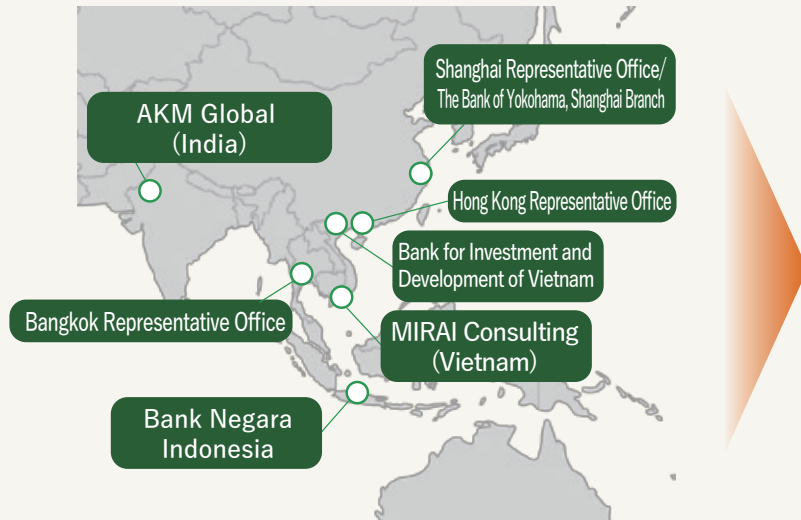 Shanghai Representative Office/
The Bank of Yokohama, Shanghai Branch
AKM Global
(India)
Hong Kong Representative Office
Bank for Investment and
Development of Vietnam
Bangkok Representative Office
MIRAI Consulting
(Vietnam)
Bank Negara
Indonesia